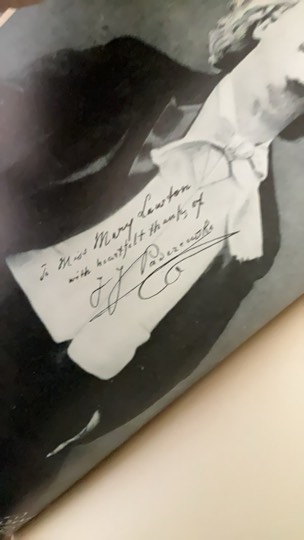 To Miss Mary Lawton
with heartfelt thanks of
I. J. Paderewski